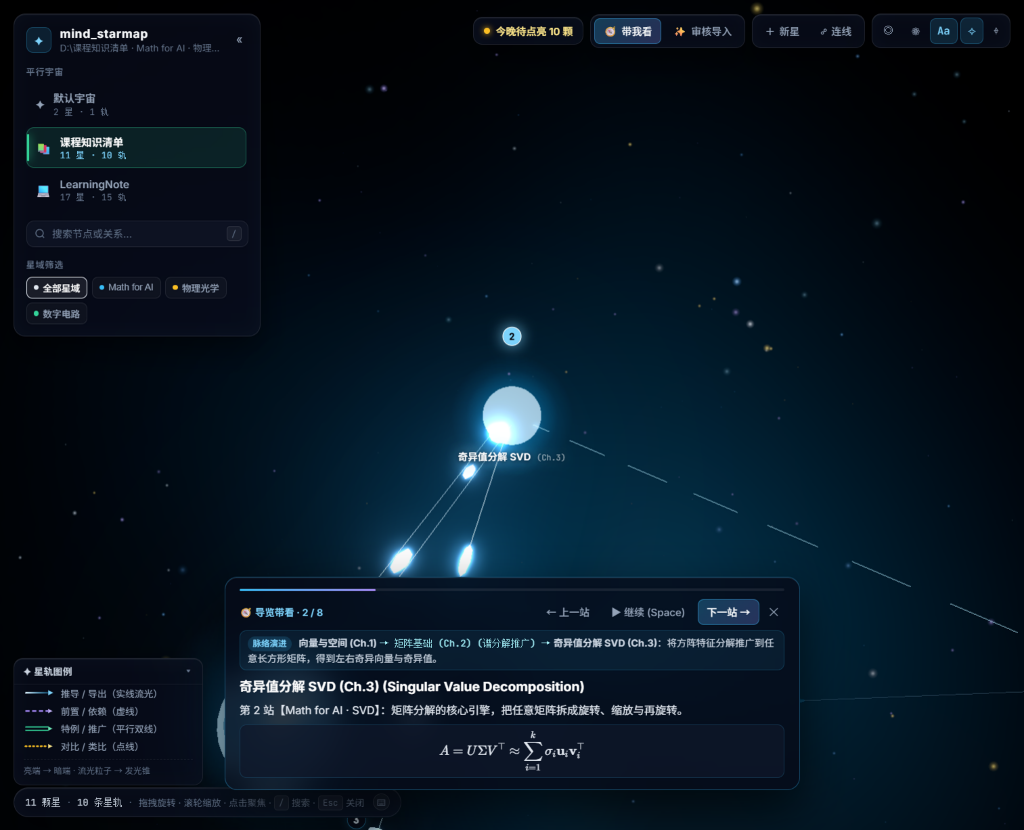 mind_starmap
D:\课程知识清单 · Math for AI · 物理...
«
平行宇宙
默认宇宙
2 星 · 1 轨
课程知识清单
11 星 · 10 轨
LearningNote
17 星 · 15 轨
搜索节点或关系... /
星域筛选
全部星域 Math for AI 物理光学
数字电路
今晚待点亮 10 颗 带我看 审核导入 + 新星 连线 Aa
2
奇异值分解 SVD (Ch.3)
导览带看 · 2 / 8 ← 上一站 ▶ 继续 (Space) 下一站 → ×
脉络演进 向量与空间 (Ch.1) → 矩阵基础 (Ch.2) (谱分解推广) → 奇异值分解 SVD (Ch.3)：将方阵特征分解推广到任
意长方形矩阵，得到左右奇异向量与奇异值。
奇异值分解 SVD (Ch.3) (Singular Value Decomposition)
第 2 站【Math for AI · SVD】：矩阵分解的核心引擎，把任意矩阵拆成旋转、缩放与再旋转。
A = UΣV⊤ ≈ ∑_{i=1}^{k} σᵢuᵢvᵢ⊤
✦ 星轨图例
推导 / 导出（实线流光）
前置 / 依赖（虚线）
特例 / 推广（平行双线）
对比 / 类比（点线）
亮端 → 暗端 · 流光粒子 → 发光锥
11 颗星 · 10 条星轨 · 拖拽旋转 · 滚轮缩放 · 点击聚焦 · / 搜索 · Esc 关闭
3